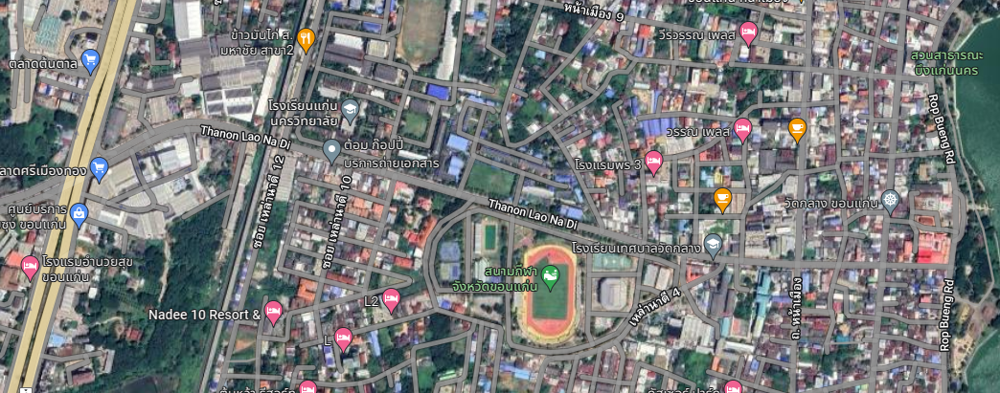 หน้าเมือง 9
วีรวรรณ เพลส
ข้าวมันไก่ ส.
มหาชัย สาขา2
ตลาดต้นตาล
สวนสาธารณะ
บึงแก่นนคร
โรงเรียนแก่น
นครวิทยาลัย
Rop Bueng Rd
วรรณ เพลส
Thanon Lao Na Di
ต้อม ก๊อปปี้
บริการถ่ายเอกสาร
โรงแรมพร 3
ลาดศรีเมืองทอง
ซอย เหล่านาดี 12
ซอย เหล่านาดี 10
ศูนย์บริการ
ขอนแก่น
วัดกลาง ขอนแก่น
Thanon Lao Na Di
โรงเรียนเทศบาลวัดกลาง
โรงแรมอำนวยสุข
ขอนแก่น
สนามกีฬา
จังหวัดขอนแก่น
เหล่านาดี 4
ถ. หน้าเมือง
Rop Bueng Rd
L2
Nadee 10 Resort &
L